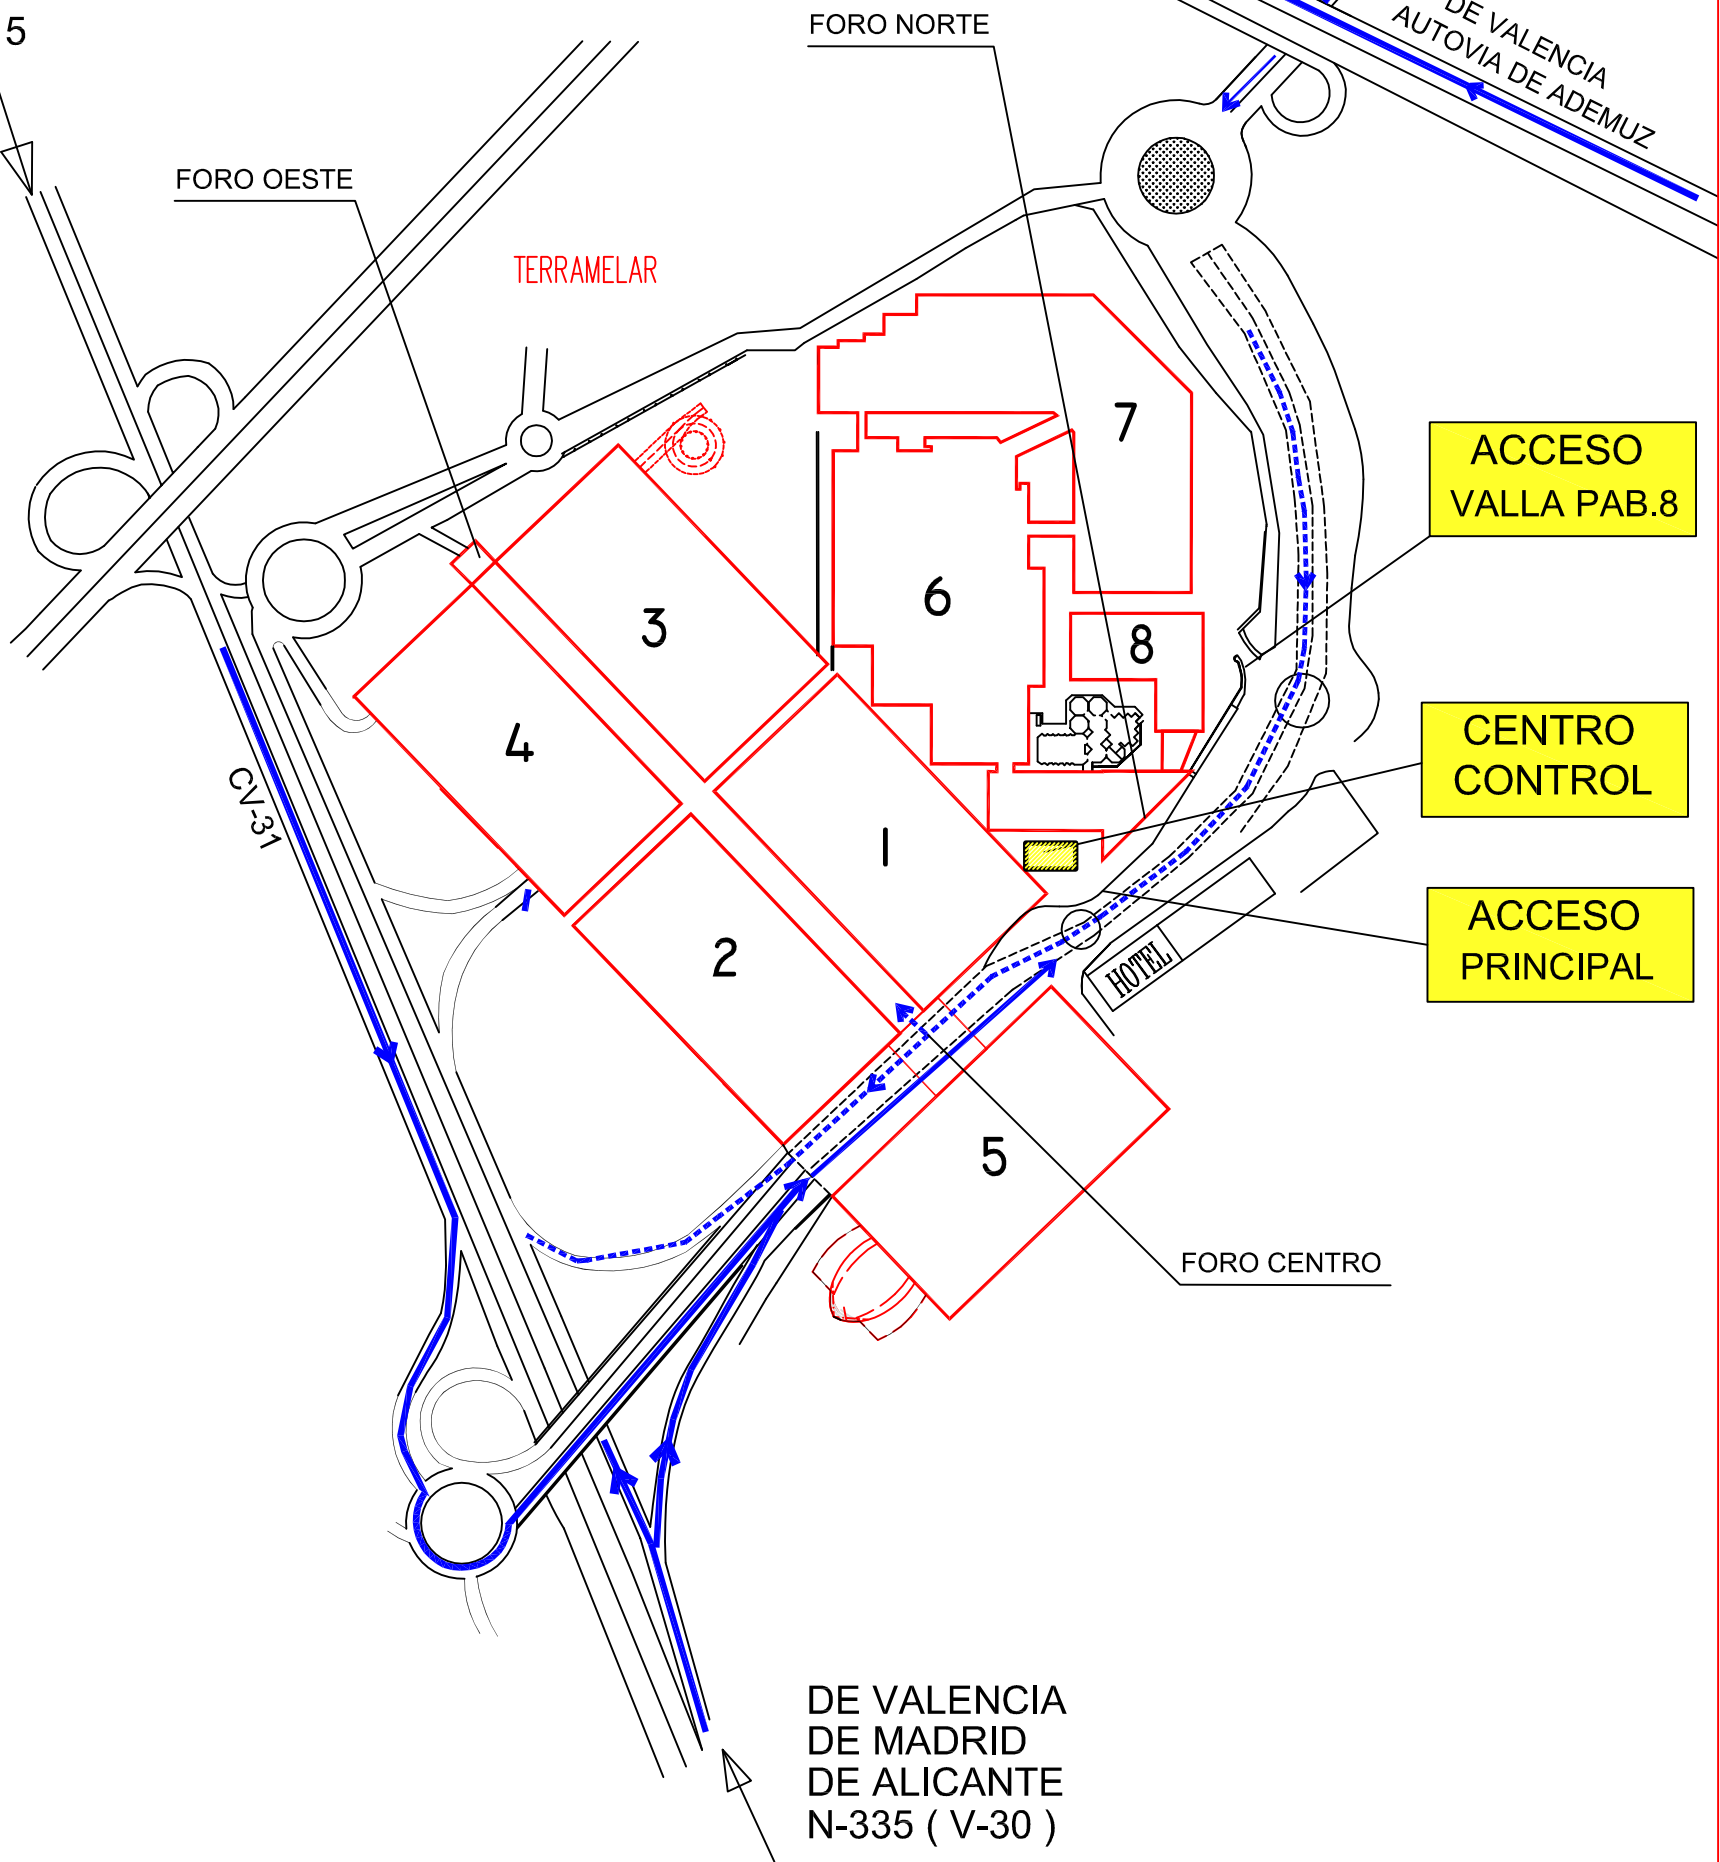 5
FORO NORTE
DE VALENCIA
AUTOVIA DE ADEMUZ
FORO OESTE
TERRAMELAR
7
ACCESO
VALLA PAB.8
6
3
8
4
CENTRO
CONTROL
CV-31
1
ACCESO
PRINCIPAL
2
HOTEL
5
FORO CENTRO
DE VALENCIA
DE MADRID
DE ALICANTE
N-335 ( V-30 )